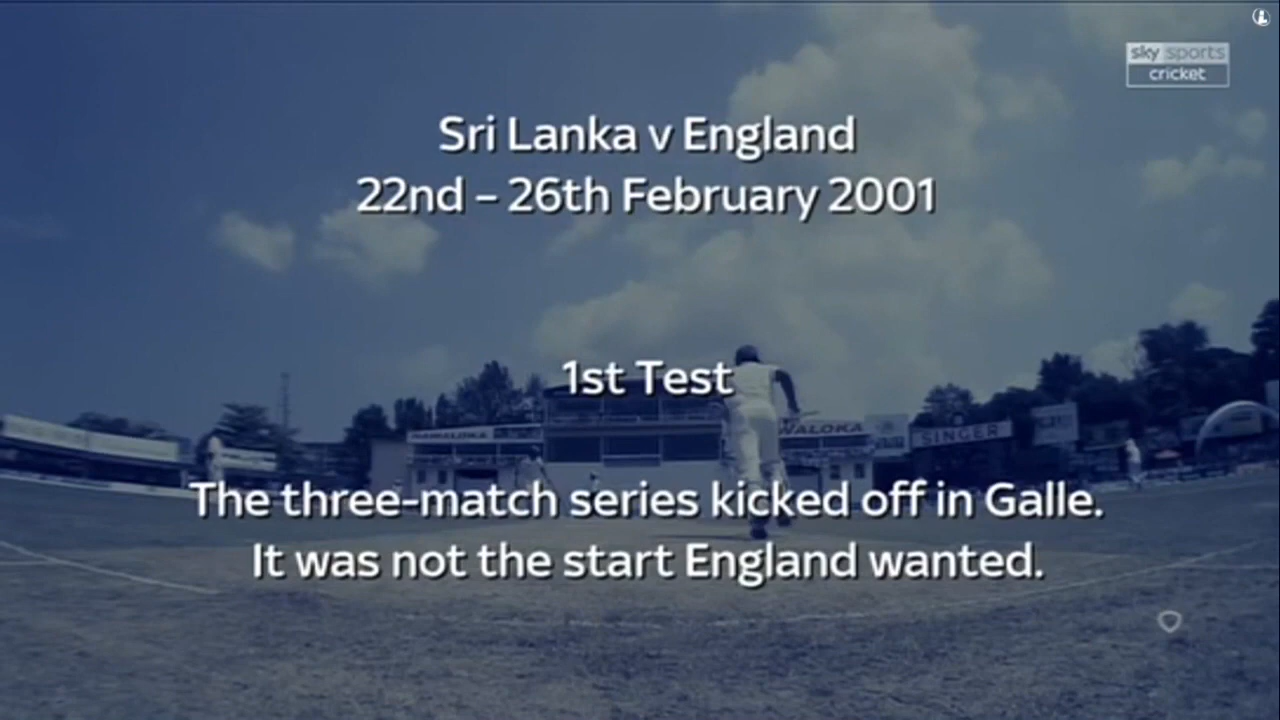 sky sports
cricket
Sri Lanka v England
22nd – 26th February 2001
1st Test
WALOKA
SINGER
The three-match series kicked off in Galle.
It was not the start England wanted.